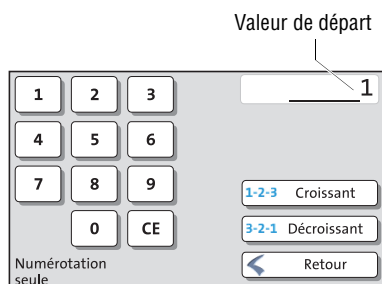 Valeur de départ
1 2 3 1
4 5 6
7 8 9 1-2-3 Croissant
0 CE 3-2-1 Décroissant
Numérotation
seule
Retour